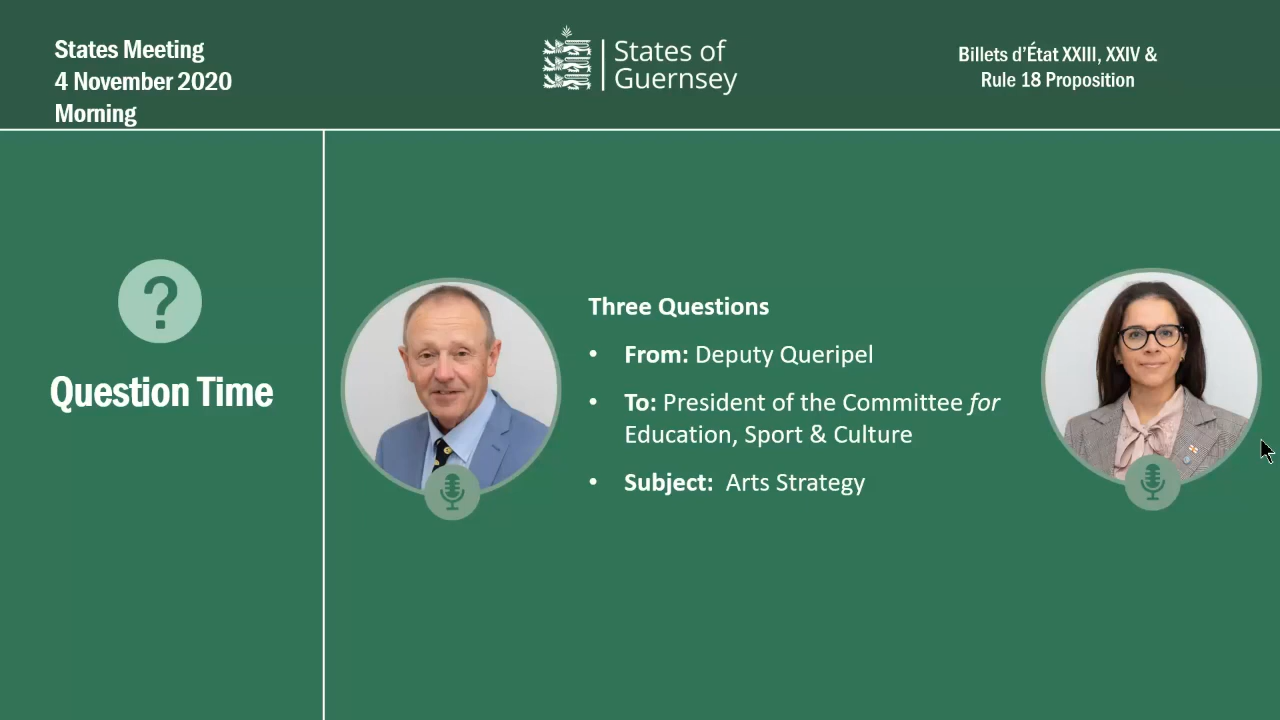 States Meeting
4 November 2020
Morning
States of
Guernsey
Billets d’État XXIII, XXIV &
Rule 18 Proposition
?
Question Time
Three Questions
• From: Deputy Queripel
• To: President of the Committee for
Education, Sport & Culture
• Subject: Arts Strategy